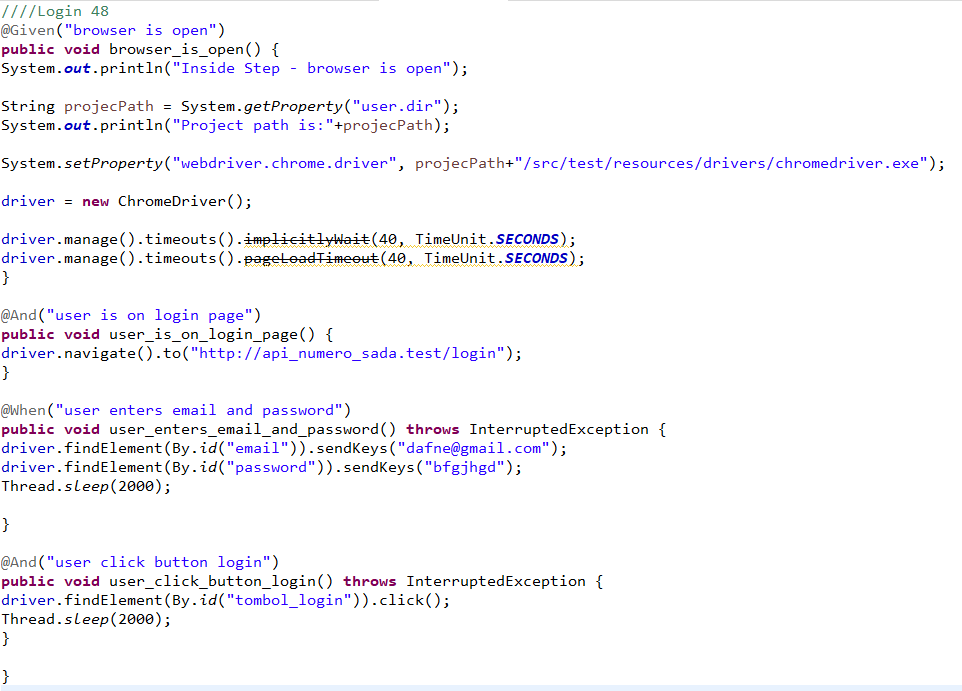 ////Login 48
@Given("browser is open")
public void browser_is_open() {
System.out.println("Inside Step - browser is open");
String projecPath = System.getProperty("user.dir");
System.out.println("Project path is:"+projecPath);
System.setProperty("webdriver.chrome.driver", projecPath+"/src/test/resources/drivers/chromedriver.exe");
driver = new ChromeDriver();
driver.manage().timeouts().implicitlyWait(40, TimeUnit.SECONDS);
driver.manage().timeouts().pageLoadTimeout(40, TimeUnit.SECONDS);
}
@And("user is on login page")
public void user_is_on_login_page() {
driver.navigate().to("http://api_numero_sada.test/login");
}
@When("user enters email and password")
public void user_enters_email_and_password() throws InterruptedException {
driver.findElement(By.id("email")).sendKeys("dafne@gmail.com");
driver.findElement(By.id("password")).sendKeys("bfgjhgd");
Thread.sleep(2000);
}
@And("user click button login")
public void user_click_button_login() throws InterruptedException {
driver.findElement(By.id("tombol_login")).click();
Thread.sleep(2000);
}
}